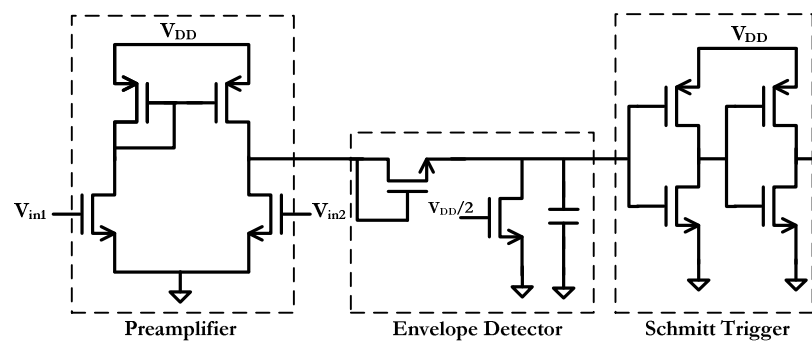 VDD
VDD
Vin1
Vin2
VDD/2
Preamplifier
Envelope Detector
Schmitt Trigger